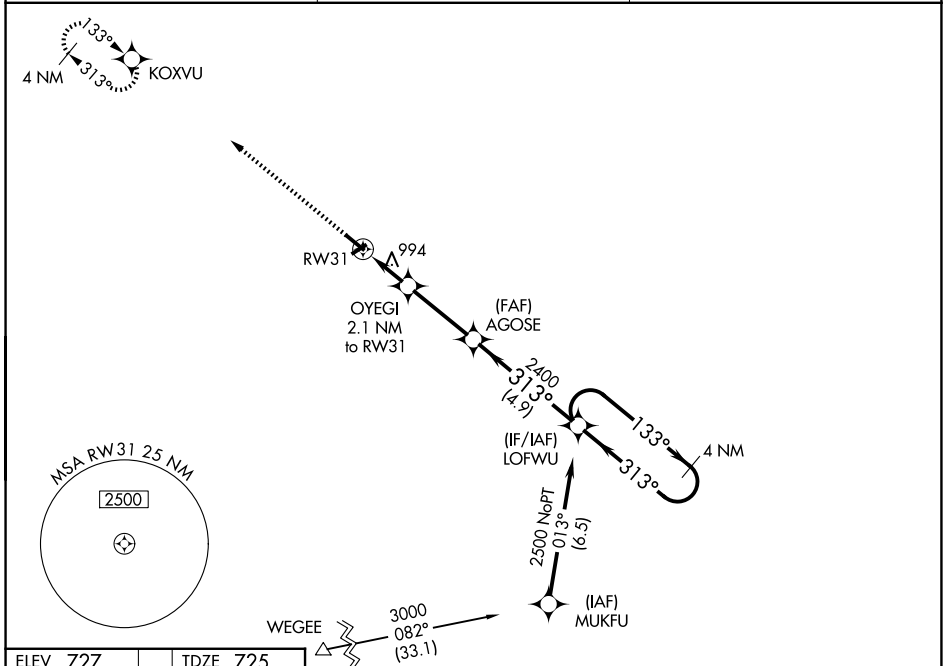 133°
313°
4 NM
KOXVU
RW31
994
OYEGI
2.1 NM
to RW31
(FAF)
AGOSE
2400
313°
(4.9)
(IF/IAF)
LOFWU
133°
313°
4 NM
MSA RW31 25 NM
2500
2500 NoPT
013°
(6.5)
(IAF)
MUKFU
WEGEE
3000
082°
(33.1)
ELEV 727
TDZE 725